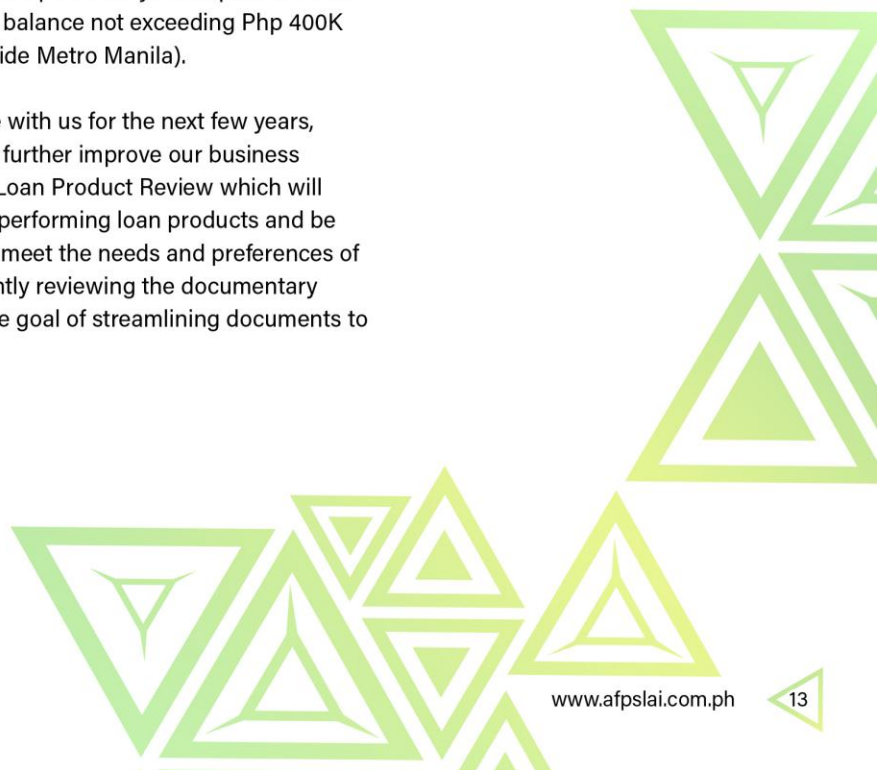 balance not exceeding Php 400K
ide Metro Manila).
with us for the next few years,
further improve our business
Loan Product Review which will
performing loan products and be
meet the needs and preferences of
ntly reviewing the documentary
e goal of streamlining documents to
www.afpslai.com.ph
13